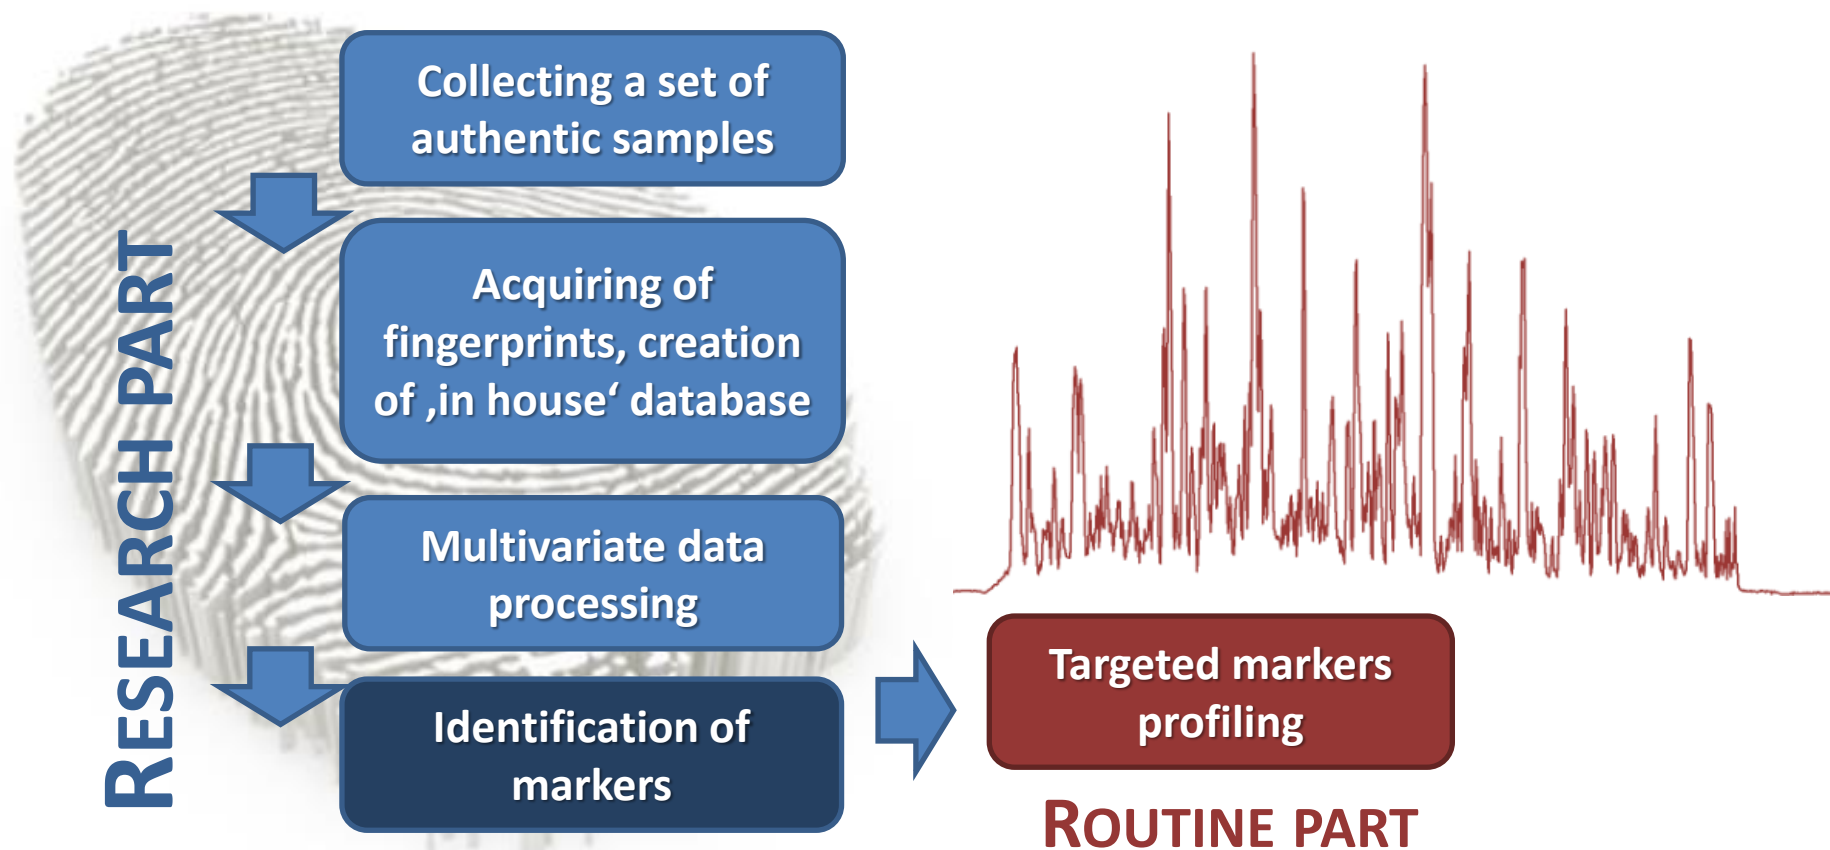 RESEARCH PART
Collecting a set of
authentic samples
Acquiring of
fingerprints, creation
of ‚in house‘ database
Multivariate data
processing
Identification of
markers
Targeted markers
profiling
ROUTINE PART